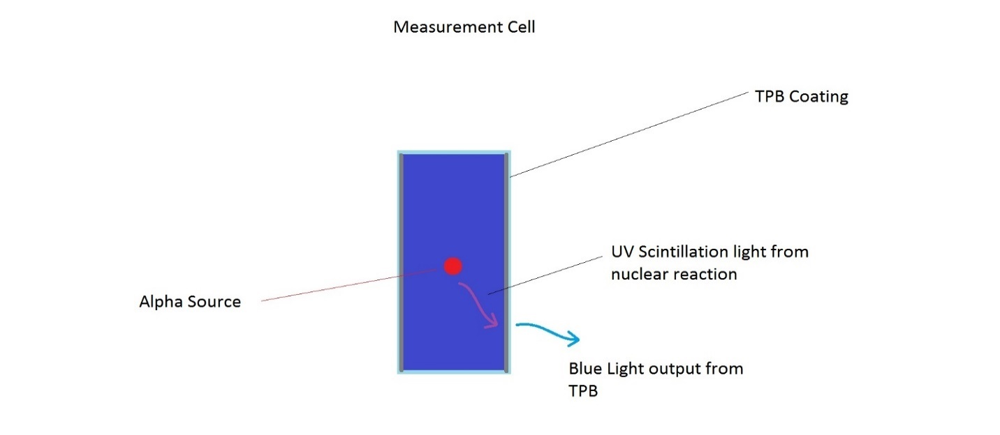 Measurement Cell
TPB Coating
UV Scintillation light from
nuclear reaction
Alpha Source
Blue Light output from
TPB